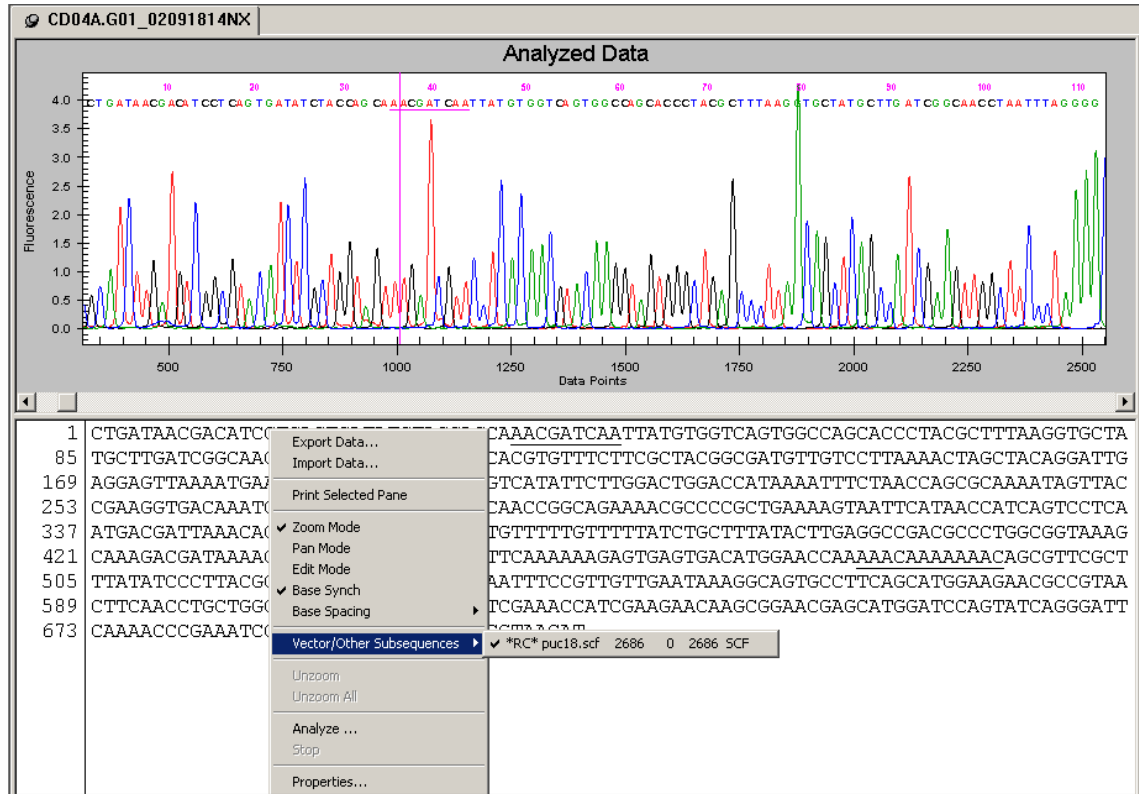 CD04A.G01_02091814NX
Analyzed Data
10 20 30 40 50 60 70 80 90 100 110
CTGATAACGACATCCTCAGTGATATCTACCAGCAAACGATCAATTATGTGGTCAGTGGCCAGCACCCTACGCTTTAAGGTGCTATGCTTGATCGGCAACCTAATTTAGGGG
4.0
3.5
3.0
2.5
2.0
1.5
1.0
0.5
0.0
Fluorescence
500 750 1000 1250 1500 1750 2000 2250 2500
Data Points
1 CTGATAACGACATC CAAACGATCAATTATGTGGTCAGTGGCCAGCACCCTACGCTTTAAGGTGCTA
85 TGCTTGATCGGCAA CACGTGTTTCTTCGCTACGGCGATGTTGTCCTTAAAACTAGCTACAGGATTG
169 AGGAGTTAAAATGA GTCATATTCTTGGACTGGACCATAAAATTTCTAACCAGCGCAAAATAGTTAC
253 CGAAGGTGACAAAT CAACCGGCAGAAAACGCCCCGCTGAAAAGTAATTCATAACCATCAGTCCTCA
337 ATGACGATTAAACA TGTTTTTGTTTTTATCTGCTTTATACTTGAGGCCGACGCCCTGGCGGTAAAG
421 CAAAGACGATAAAA TTCAAAAAAGAGTGAGTGACATGGAACCAAAAACAAAAAAACAGCGTTCGCT
505 TTATATCCCTTACG AATTTCCGTTGTTGAATAAAGGCAGTGCCTTCAGCATGGAAGAACGCCGTAA
589 CTTCAACCTGCTGG TCGAAACCATCGAAGAACAAGCGGAACGAGCATGGATCCAGTATCAGGGATT
673 CAAAACCCGAAATC
Export Data...
Import Data...
Print Selected Pane
Zoom Mode
Pan Mode
Edit Mode
Base Synch
Base Spacing
Vector/Other Subsequences
*RC* puc18.scf 2686 0 2686 SCF
Unzoom
Unzoom All
Analyze ...
Stop
Properties...